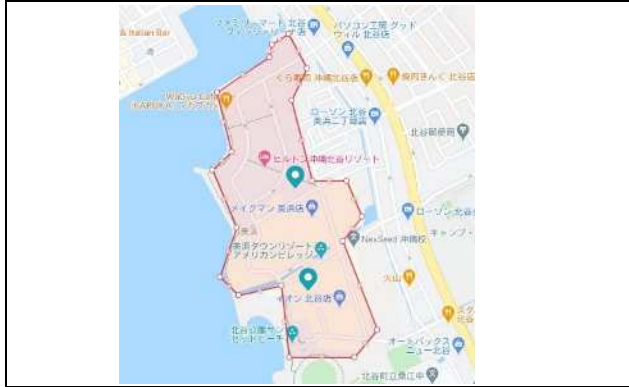 ファミリーマート 北谷
パソコン工房 グッド
ウィル 北谷店
& Italian Bar
くら寿司 沖縄北谷店
焼肉きんぐ 北谷店
ローソン 北谷
美浜二丁目店
北谷郵便局
ヒルトン沖縄北谷リゾート
メイクマン 美浜店
ローソン 北谷
キャンプ・
NexSeed 沖縄校
美浜タウンリゾート
アメリカンビレッジ
火山
イオン 北谷店
北谷公園サン
セットビーチ
オートバックス
ニュー北谷
北谷町立桑江中